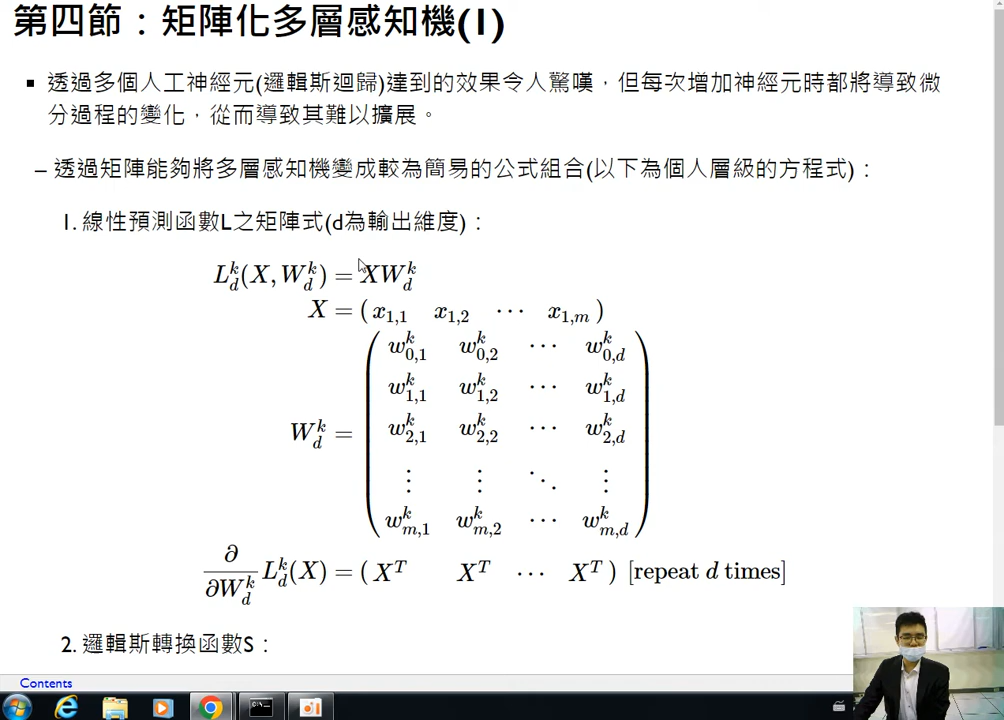 第四節：矩陣化多層感知機(1)
▪ 透過多個人工神經元(邏輯斯迴歸)達到的效果令人驚嘆，但每次增加神經元時都將導致微
分過程的變化，從而導致其難以擴展。
– 透過矩陣能夠將多層感知機變成較為簡易的公式組合(以下為個人層級的方程式)：
1. 線性預測函數L之矩陣式(d為輸出維度)：
L_d^k(X, W_d^k) = XW_d^k
X = ( x_{1,1} x_{1,2} ⋯ x_{1,m} )
w_{0,1}^k w_{0,2}^k ⋯ w_{0,d}^k
w_{1,1}^k w_{1,2}^k ⋯ w_{1,d}^k
W_d^k = w_{2,1}^k w_{2,2}^k ⋯ w_{2,d}^k
⋮ ⋮ ⋱ ⋮
w_{m,1}^k w_{m,2}^k ⋯ w_{m,d}^k
∂/∂W_d^k L_d^k(X) = ( X^T X^T ⋯ X^T ) [repeat d times]
2. 邏輯斯轉換函數S：
Contents